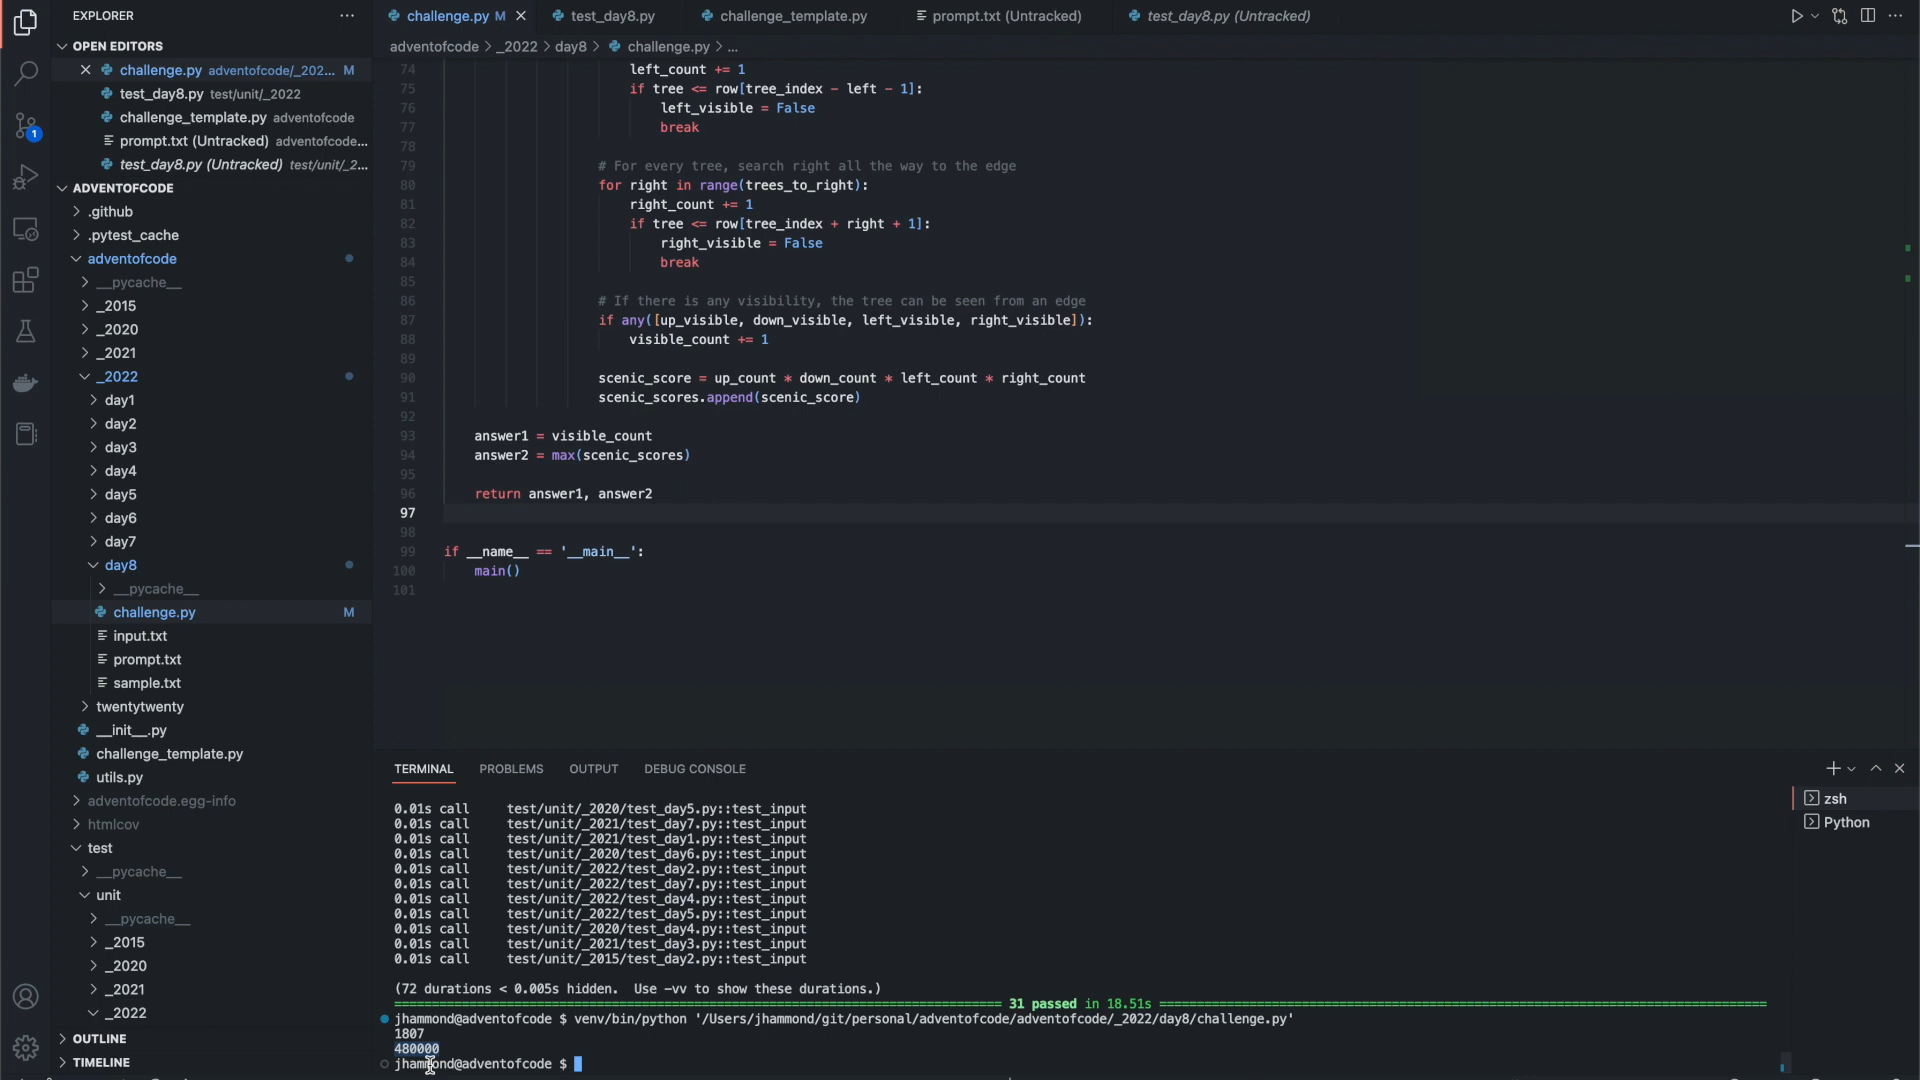 EXPLORER
OPEN EDITORS
challenge.py adventofcode/_202... M
test_day8.py test/unit/_2022
challenge_template.py adventofcode
prompt.txt (Untracked) adventofcode...
test_day8.py (Untracked) test/unit/_2...
ADVENTOFCODE
.github
.pytest_cache
adventofcode
__pycache__
_2015
_2020
_2021
_2022
day1
day2
day3
day4
day5
day6
day7
day8
__pycache__
challenge.py M
input.txt
prompt.txt
sample.txt
twentytwenty
__init__.py
challenge_template.py
utils.py
adventofcode.egg-info
htmlcov
test
__pycache__
unit
__pycache__
_2015
_2020
_2021
_2022
OUTLINE
TIMELINE
1
challenge.py M test_day8.py challenge_template.py prompt.txt (Untracked) test_day8.py (Untracked)
adventofcode > _2022 > day8 > challenge.py > ...
74 left_count += 1
75 if tree <= row[tree_index - left - 1]:
76 left_visible = False
77 break
78
79 # For every tree, search right all the way to the edge
80 for right in range(trees_to_right):
81 right_count += 1
82 if tree <= row[tree_index + right + 1]:
83 right_visible = False
84 break
85
86 # If there is any visibility, the tree can be seen from an edge
87 if any([up_visible, down_visible, left_visible, right_visible]):
88 visible_count += 1
89
90 scenic_score = up_count * down_count * left_count * right_count
91 scenic_scores.append(scenic_score)
92
93 answer1 = visible_count
94 answer2 = max(scenic_scores)
95
96 return answer1, answer2
97
98
99 if __name__ == '__main__':
100 main()
101
TERMINAL PROBLEMS OUTPUT DEBUG CONSOLE
0.01s call test/unit/_2020/test_day5.py::test_input
0.01s call test/unit/_2021/test_day7.py::test_input
0.01s call test/unit/_2021/test_day1.py::test_input
0.01s call test/unit/_2020/test_day6.py::test_input
0.01s call test/unit/_2022/test_day2.py::test_input
0.01s call test/unit/_2022/test_day7.py::test_input
0.01s call test/unit/_2022/test_day4.py::test_input
0.01s call test/unit/_2022/test_day5.py::test_input
0.01s call test/unit/_2020/test_day4.py::test_input
0.01s call test/unit/_2021/test_day3.py::test_input
0.01s call test/unit/_2015/test_day2.py::test_input
(72 durations < 0.005s hidden. Use -vv to show these durations.)
31 passed in 18.51s
jhammond@adventofcode $ venv/bin/python '/Users/jhammond/git/personal/adventofcode/adventofcode/_2022/day8/challenge.py'
1807
480000
jhammond@adventofcode $
zsh
Python